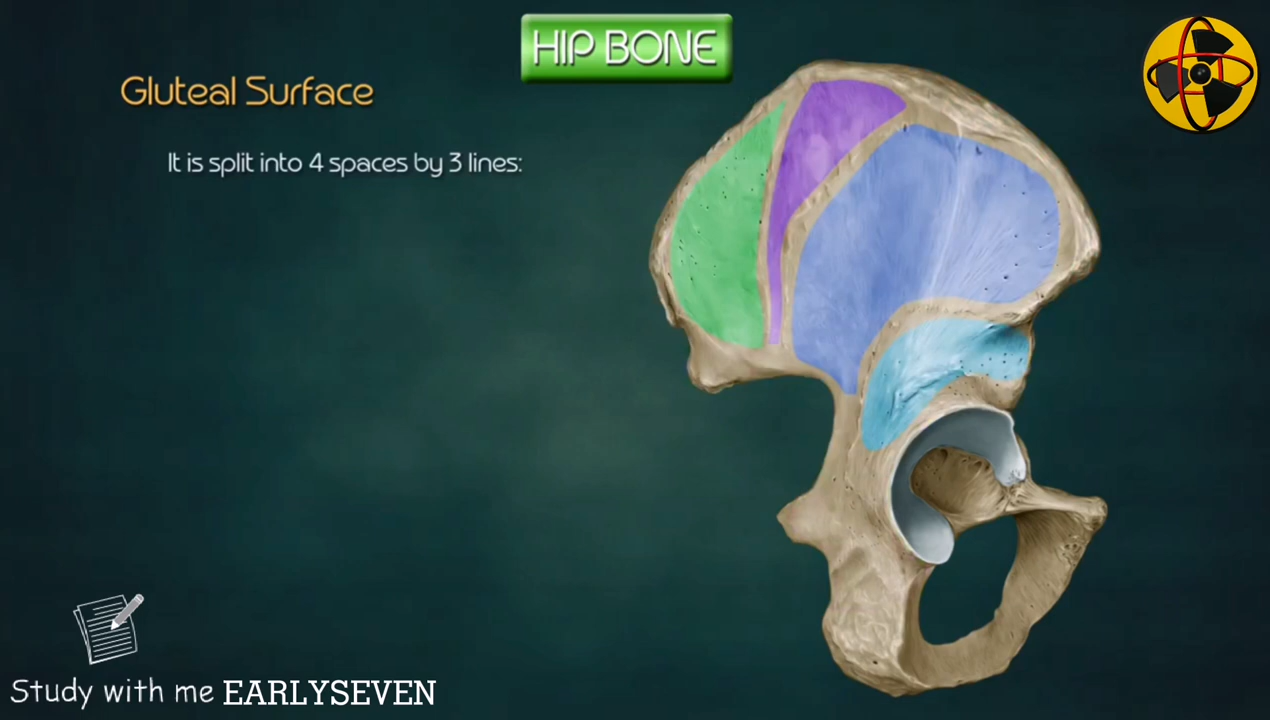 HIP BONE
Gluteal Surface
It is split into 4 spaces by 3 lines:
Study with me EARLYSEVEN